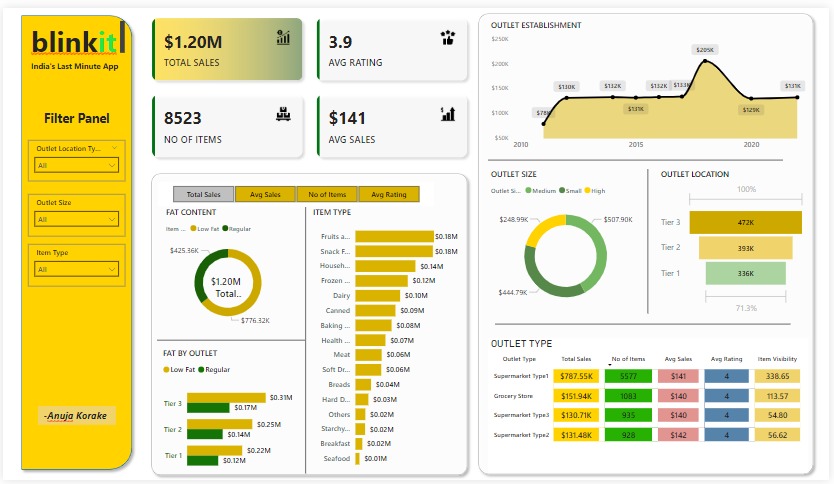 blinkit
India's Last Minute App
Filter Panel
Outlet Location Ty...
All
Outlet Size
All
Item Type
All
-Anuja Korake
$1.20M
TOTAL SALES
3.9
AVG RATING
8523
NO OF ITEMS
$141
AVG SALES
Total Sales
Avg Sales
No of Items
Avg Rating
FAT CONTENT
Item ... Low Fat Regular
$425.36K
$1.20M
Total..
$776.32K
FAT BY OUTLET
Low Fat Regular
Tier 3 $0.31M
$0.17M
Tier 2 $0.25M
$0.14M
Tier 1 $0.22M
$0.12M
ITEM TYPE
Fruits a... $0.18M
Snack F... $0.18M
Househ... $0.14M
Frozen ... $0.12M
Dairy $0.10M
Canned $0.09M
Baking ... $0.08M
Health ... $0.07M
Meat $0.06M
Soft Dr... $0.06M
Breads $0.04M
Hard D... $0.03M
Others $0.02M
Starchy... $0.02M
Breakfast $0.02M
Seafood $0.01M
OUTLET ESTABLISHMENT
$250K
$200K
$150K
$100K
$50K
$78K
$130K
$132K
$131K
$132K
$133K
$205K
$129K
$131K
2010 2015 2020
OUTLET SIZE
Outlet Si... Medium Small High
$248.99K
$507.90K
$444.79K
OUTLET LOCATION
100%
Tier 3 472K
Tier 2 393K
Tier 1 336K
71.3%
OUTLET TYPE
Outlet Type Total Sales No of Items Avg Sales Avg Rating Item Visibility
Supermarket Type1 $787.55K 5577 $141 4 338.65
Grocery Store $151.94K 1083 $140 4 113.57
Supermarket Type3 $130.71K 935 $140 4 54.80
Supermarket Type2 $131.48K 928 $142 4 56.62